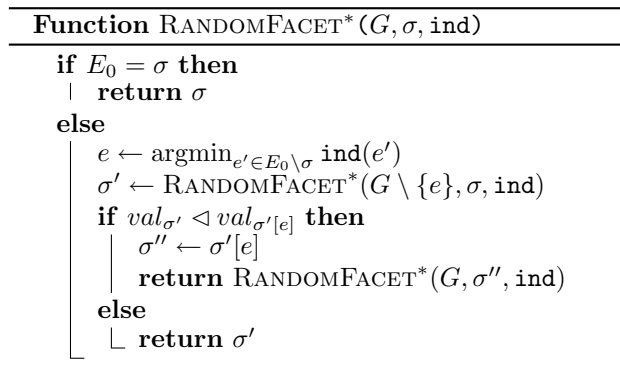 Function RANDOMFACET*(G, σ, ind)
if E₀ = σ then
return σ
else
e ← argmin_{e′∈E₀\σ} ind(e′)
σ′ ← RANDOMFACET*(G \ {e}, σ, ind)
if val_{σ′} ◁ val_{σ′[e]} then
σ″ ← σ′[e]
return RANDOMFACET*(G, σ″, ind)
else
return σ′